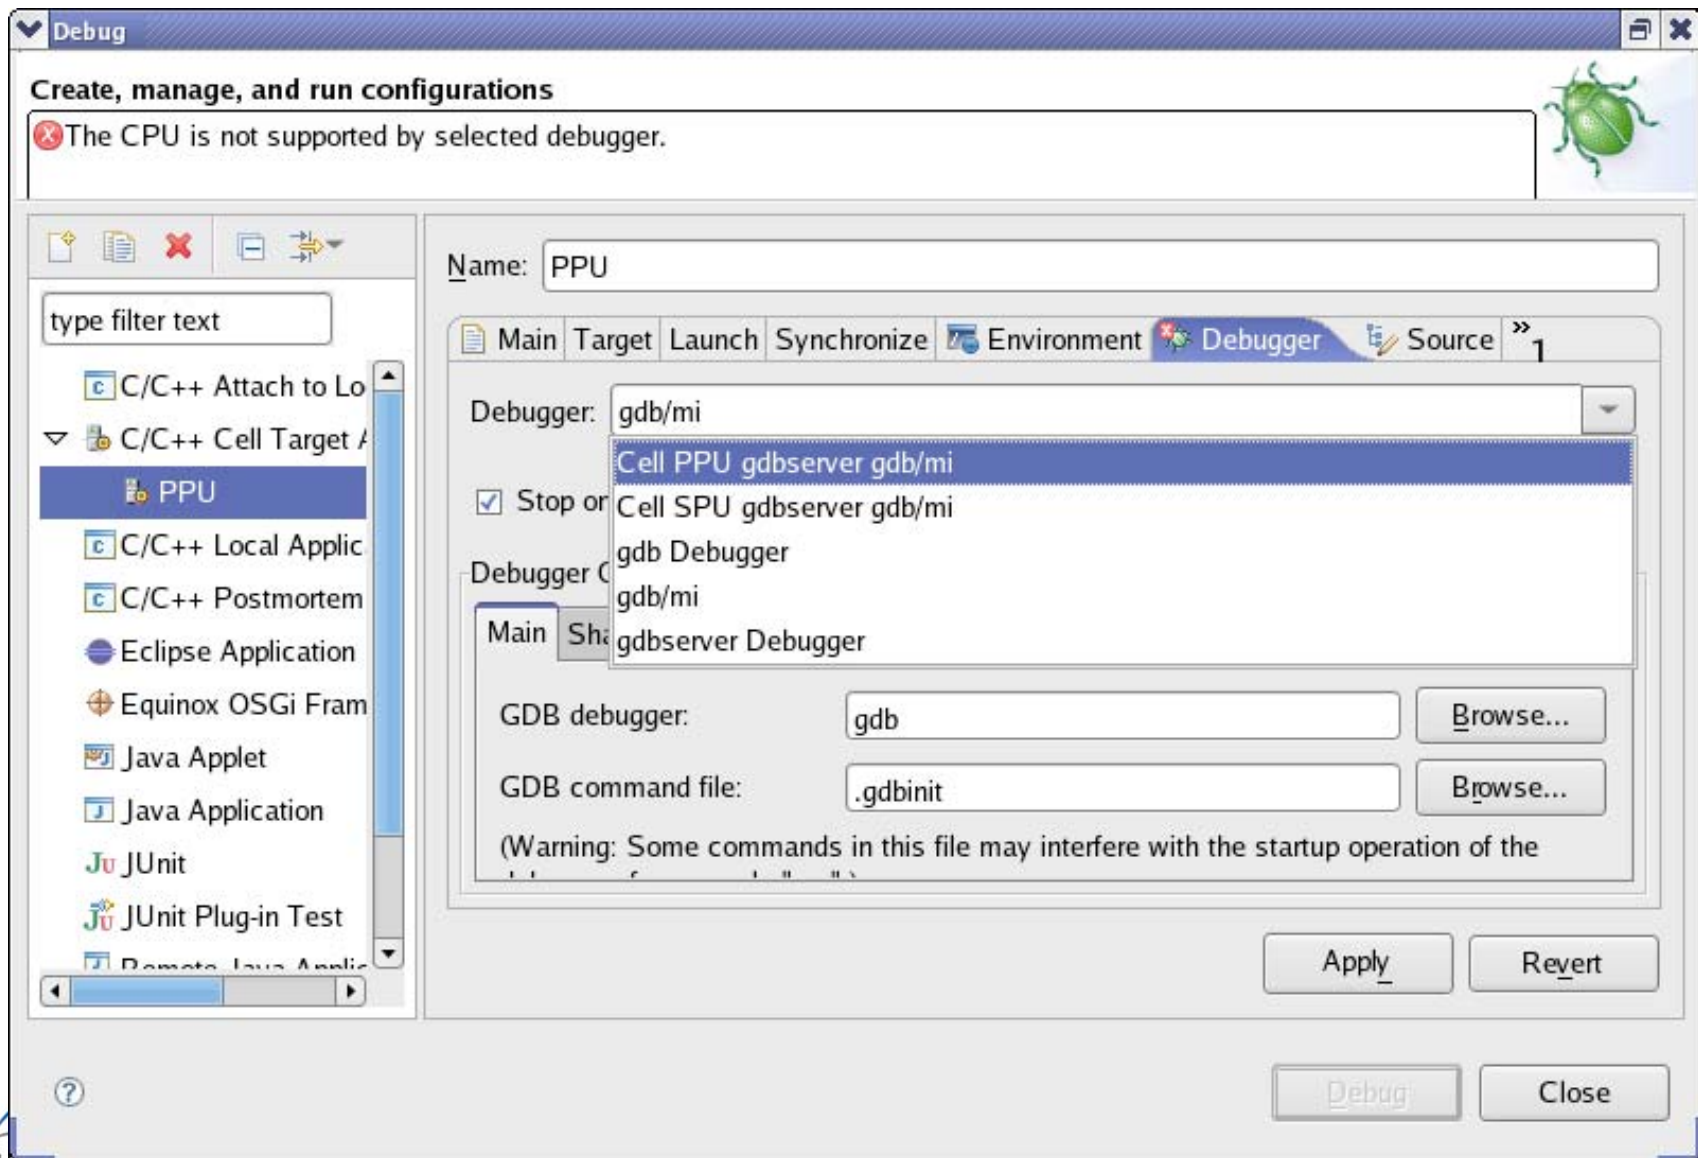 Debug
Create, manage, and run configurations
The CPU is not supported by selected debugger.
type filter text
C/C++ Attach to Lo
C/C++ Cell Target A
PPU
C/C++ Local Applic
C/C++ Postmortem
Eclipse Application
Equinox OSGi Fram
Java Applet
Java Application
JUnit
JUnit Plug-in Test
Remote Java Applic
Name: PPU
Main Target Launch Synchronize Environment Debugger Source »1
Debugger: gdb/mi
Cell PPU gdbserver gdb/mi
Cell SPU gdbserver gdb/mi
gdb Debugger
gdb/mi
gdbserver Debugger
Stop or
Debugger
Main Sha
GDB debugger: gdb Browse...
GDB command file: .gdbinit Browse...
(Warning: Some commands in this file may interfere with the startup operation of the
Apply Revert
Debug Close